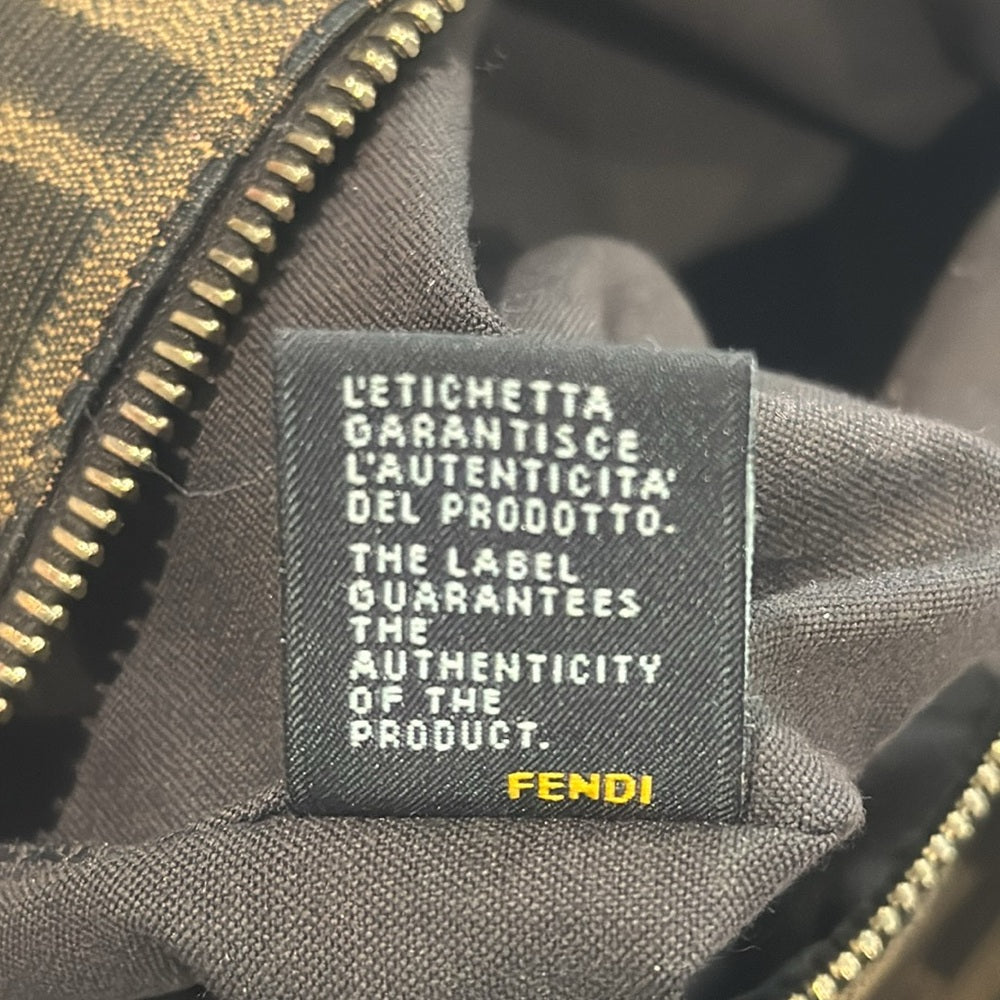 L'ETICHETTA
GARANTISCE
L'AUTENTICITA'
DEL PRODOTTO.
THE LABEL
GUARANTEES
THE
AUTHENTICITY
OF THE
PRODUCT.
FENDI